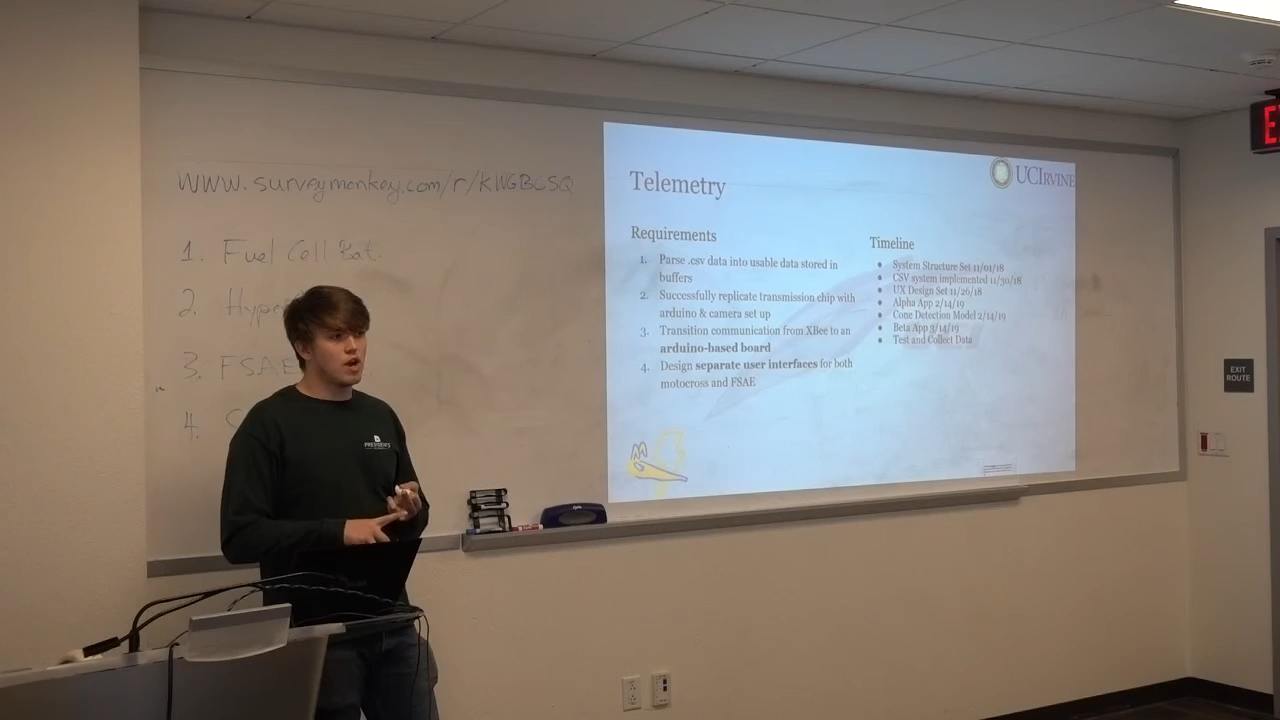 www.surveymonkey.com/r/KWGBCSQ
1. Fuel Cell Bat.
2. Hype
3. FSAE
4. C
Telemetry
UCIRVINE
Requirements
1. Parse .csv data into usable data stored in
buffers
2. Successfully replicate transmission chip with
arduino & camera set up
3. Transition communication from XBee to an
arduino-based board
4. Design separate user interfaces for both
motocross and FSAE
Timeline
● System Structure Set 11/01/18
● CSV system implemented 11/30/18
● UX Design Set 11/26/18
● Alpha App 2/14/19
● Cone Detection Model 2/14/19
● Beta App 3/14/19
● Test and Collect Data
PRESIDENTS
EXIT
ROUTE
E